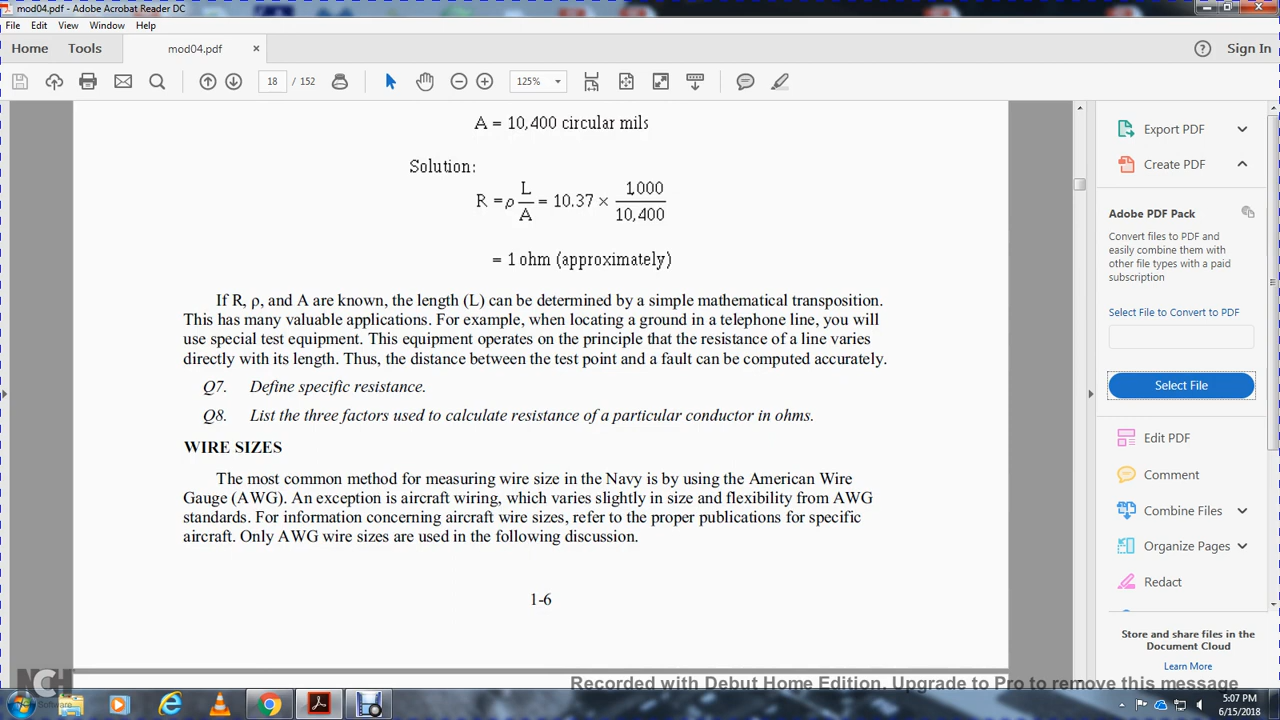 mod04.pdf - Adobe Acrobat Reader DC
File Edit View Window Help
Home Tools mod04.pdf × Sign In
18 / 152 125%
A = 10,400 circular mils
Solution:
R = ρ L/A = 10.37 × 1,000/10,400
= 1 ohm (approximately)
If R, ρ, and A are known, the length (L) can be determined by a simple mathematical transposition.
This has many valuable applications. For example, when locating a ground in a telephone line, you will
use special test equipment. This equipment operates on the principle that the resistance of a line varies
directly with its length. Thus, the distance between the test point and a fault can be computed accurately.
Q7. Define specific resistance.
Q8. List the three factors used to calculate resistance of a particular conductor in ohms.
WIRE SIZES
The most common method for measuring wire size in the Navy is by using the American Wire
Gauge (AWG). An exception is aircraft wiring, which varies slightly in size and flexibility from AWG
standards. For information concerning aircraft wire sizes, refer to the proper publications for specific
aircraft. Only AWG wire sizes are used in the following discussion.
1-6
Export PDF
Create PDF
Adobe PDF Pack
Convert files to PDF and
easily combine them with
other file types with a paid
subscription
Select File to Convert to PDF
Select File
Edit PDF
Comment
Combine Files
Organize Pages
Redact
Store and share files in the
Document Cloud
Learn More
NCH
Software
Recorded with Debut Home Edition. Upgrade to Pro to remove this message
5:07 PM
6/15/2018